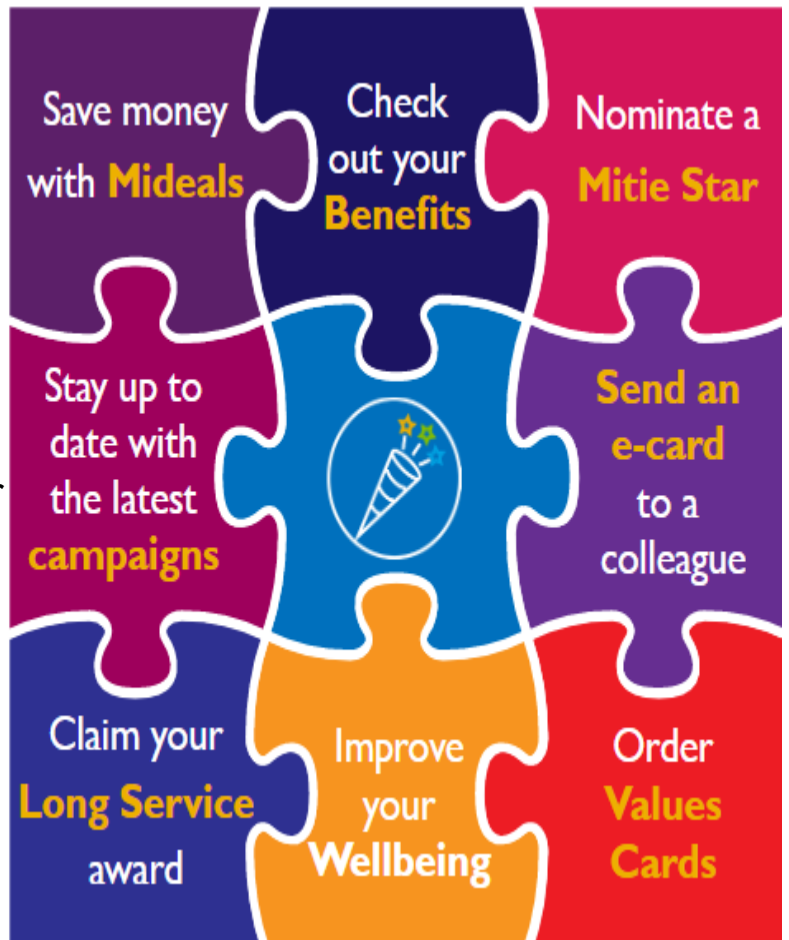 Save money
with Mideals
Check
out your
Benefits
Nominate a
Mitie Star
Stay up to
date with
the latest
campaigns
Send an
e-card
to a
colleague
Claim your
Long Service
award
Improve
your
Wellbeing
Order
Values
Cards